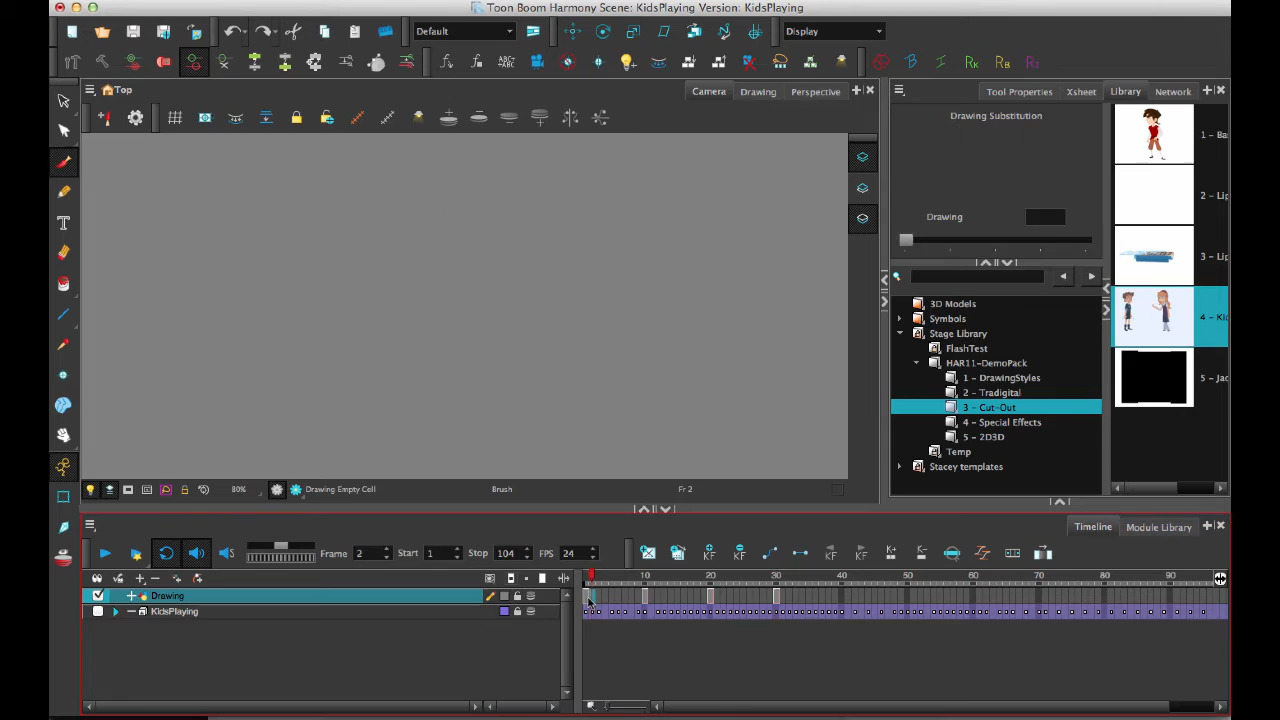 Toon Boom Harmony Scene: KidsPlaying Version: KidsPlaying
Default
Display
Top
Camera
Drawing
Perspective
Tool Properties
Xsheet
Library
Network
Drawing Substitution
Drawing
1 - Ba
2 - Lip
3 - Lip
4 - Kid
5 - Jac
3D Models
Symbols
Stage Library
FlashTest
HAR11-DemoPack
1 - DrawingStyles
2 - Tradigital
3 - Cut-Out
4 - Special Effects
5 - 2D3D
Temp
Stacey templates
80%
Drawing Empty Cell
Brush
Fr 2
Timeline
Module Library
Frame 2 Start 1 Stop 104 FPS 24
KF KF KF KF K+ K-
10 20 30 40 50 60 70 80 90
Drawing
KidsPlaying